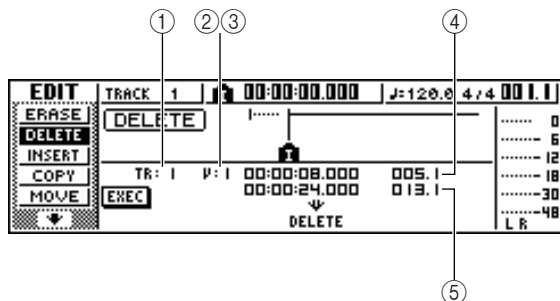 ① ② ③ ④
EDIT TRACK 1 00:00:00.000 ♩=120.0 4/4 001.1
ERASE DELETE 0
DELETE 6
INSERT 12
COPY TR: 1 V: 1 00:00:08.000 005.1 18
MOVE EXEC 00:00:24.000 013.1 30
DELETE 48
L R
⑤